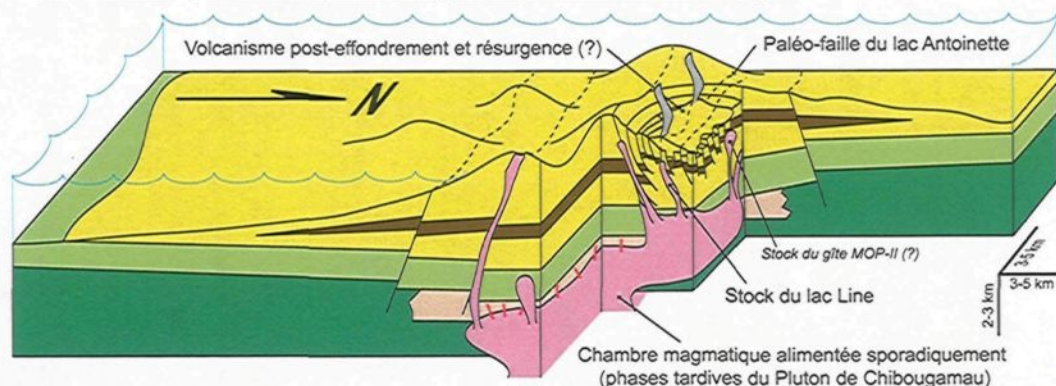 Volcanisme post-effondrement et résurgence (?)
Paléo-faille du lac Antoinette
N
Stock du gîte MOP-II (?)
Stock du lac Line
3-5 km
3-5 km
2-3 km
Chambre magmatique alimentée sporadiquement
(phases tardives du Pluton de Chibougamau)